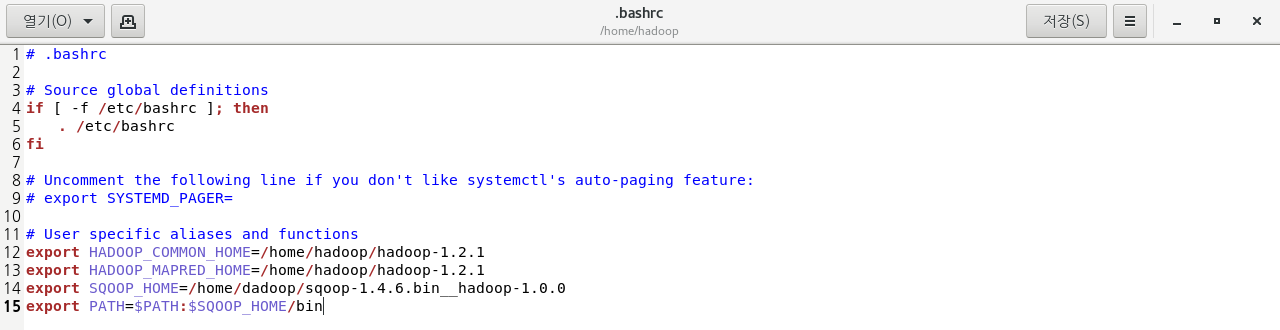 열기(O)
.bashrc
/home/hadoop
저장(S)
1 # .bashrc
2
3 # Source global definitions
4 if [ -f /etc/bashrc ]; then
5 . /etc/bashrc
6 fi
7
8 # Uncomment the following line if you don't like systemctl's auto-paging feature:
9 # export SYSTEMD_PAGER=
10
11 # User specific aliases and functions
12 export HADOOP_COMMON_HOME=/home/hadoop/hadoop-1.2.1
13 export HADOOP_MAPRED_HOME=/home/hadoop/hadoop-1.2.1
14 export SQOOP_HOME=/home/dadoop/sqoop-1.4.6.bin__hadoop-1.0.0
15 export PATH=$PATH:$SQOOP_HOME/bin